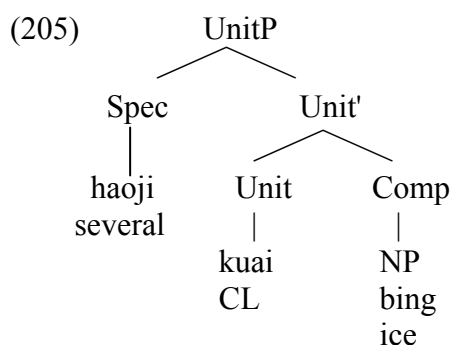 (205) UnitP
Spec Unit'
haoji Unit Comp
several
kuai NP
CL bing
ice